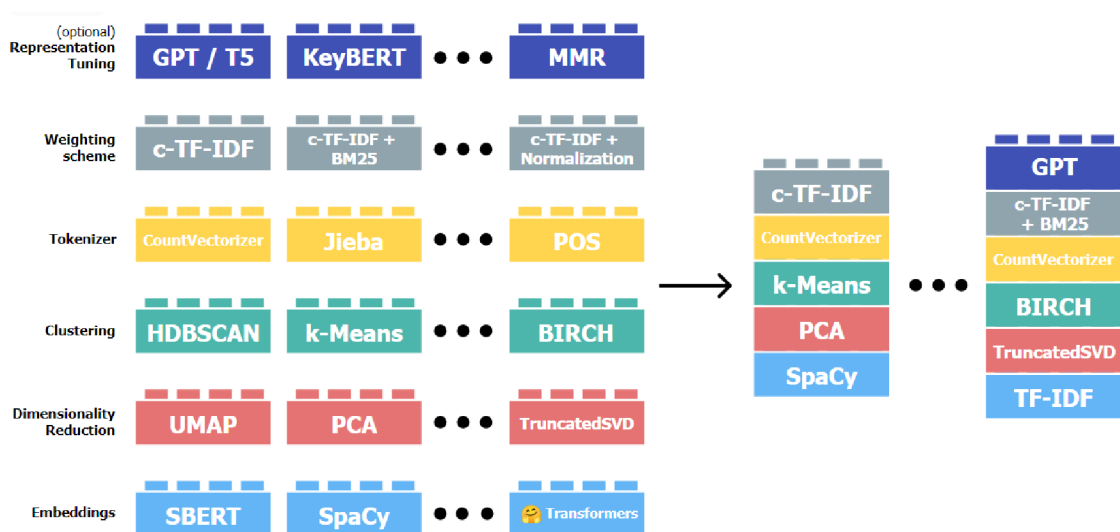 (optional)
Representation
Tuning
GPT / T5
KeyBERT
MMR
Weighting
scheme
c-TF-IDF
c-TF-IDF +
BM25
c-TF-IDF +
Normalization
Tokenizer
CountVectorizer
Jieba
POS
Clustering
HDBSCAN
k-Means
BIRCH
Dimensionality
Reduction
UMAP
PCA
TruncatedSVD
Embeddings
SBERT
SpaCy
🤗 Transformers
c-TF-IDF
CountVectorizer
k-Means
PCA
SpaCy
GPT
c-TF-IDF
+ BM25
CountVectorizer
BIRCH
TruncatedSVD
TF-IDF